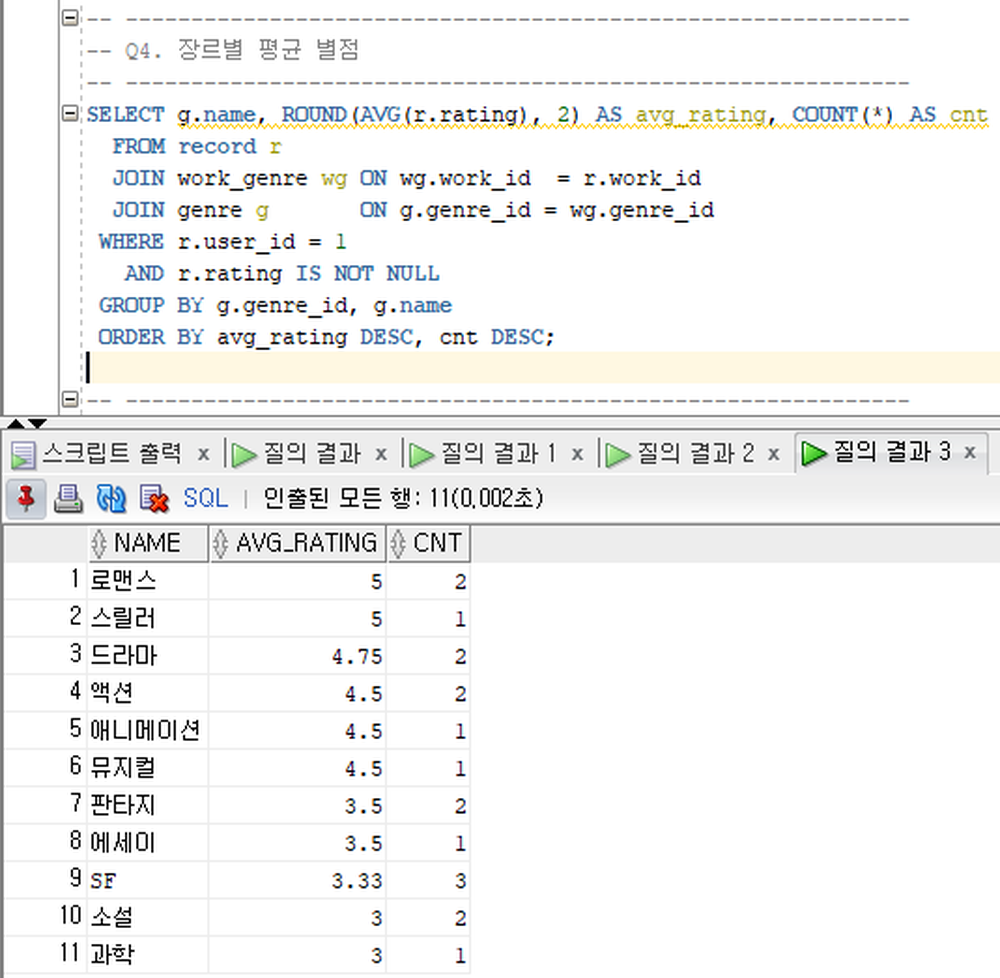 -- ------------------------------------------------------------
-- Q4. 장르별 평균 별점
-- ------------------------------------------------------------
SELECT g.name, ROUND(AVG(r.rating), 2) AS avg_rating, COUNT(*) AS cnt
  FROM record r
  JOIN work_genre wg ON wg.work_id  = r.work_id
  JOIN genre g       ON g.genre_id = wg.genre_id
 WHERE r.user_id = 1
   AND r.rating IS NOT NULL
 GROUP BY g.genre_id, g.name
 ORDER BY avg_rating DESC, cnt DESC;
-- ------------------------------------------------------------
스크립트 출력 x 질의 결과 x 질의 결과 1 x 질의 결과 2 x 질의 결과 3 x
SQL | 인출된 모든 행: 11(0,002초)
NAME AVG_RATING CNT
1 로맨스 5 2
2 스릴러 5 1
3 드라마 4.75 2
4 액션 4.5 2
5 애니메이션 4.5 1
6 뮤지컬 4.5 1
7 판타지 3.5 2
8 에세이 3.5 1
9 SF 3.33 3
10 소설 3 2
11 과학 3 1